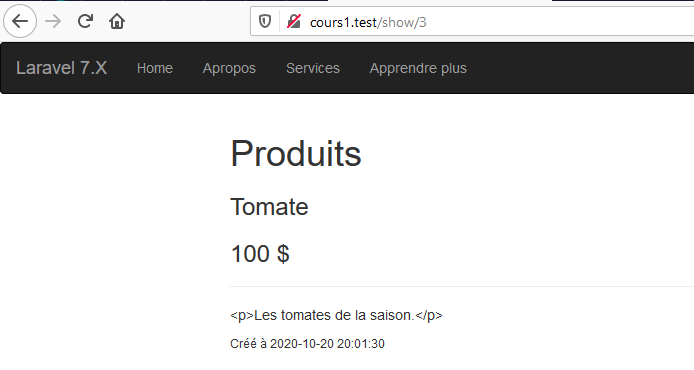 cours1.test/show/3
Laravel 7.X Home Apropos Services Apprendre plus
Produits
Tomate
100 $
<p>Les tomates de la saison.</p>
Créé à 2020-10-20 20:01:30